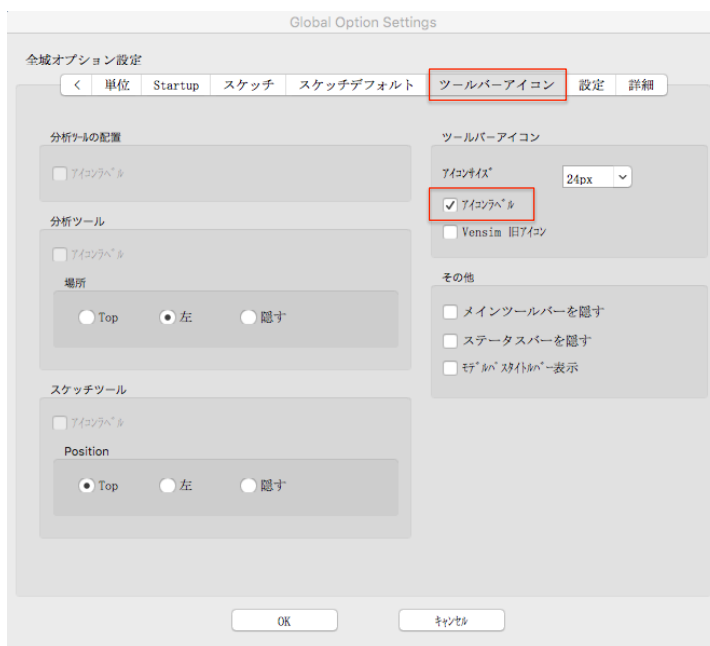 Global Option Settings
全域オプション設定
< 単位 Startup スケッチ スケッチデフォルト ツールバーアイコン 設定 詳細
分析ﾂｰﾙの配置
ｱｲｺﾝﾗﾍﾞﾙ
分析ツール
ｱｲｺﾝﾗﾍﾞﾙ
場所
Top 左 隠す
スケッチツール
ｱｲｺﾝﾗﾍﾞﾙ
Position
Top 左 隠す
ツールバーアイコン
ｱｲｺﾝｻｲｽﾞ 24px
ｱｲｺﾝﾗﾍﾞﾙ
Vensim 旧ｱｲｺﾝ
その他
メインツールバーを隠す
ステータスバーを隠す
ﾓﾃﾞﾙﾊﾟｽﾀｲﾄﾙﾊﾞｰ表示
OK ｷｬﾝｾﾙ